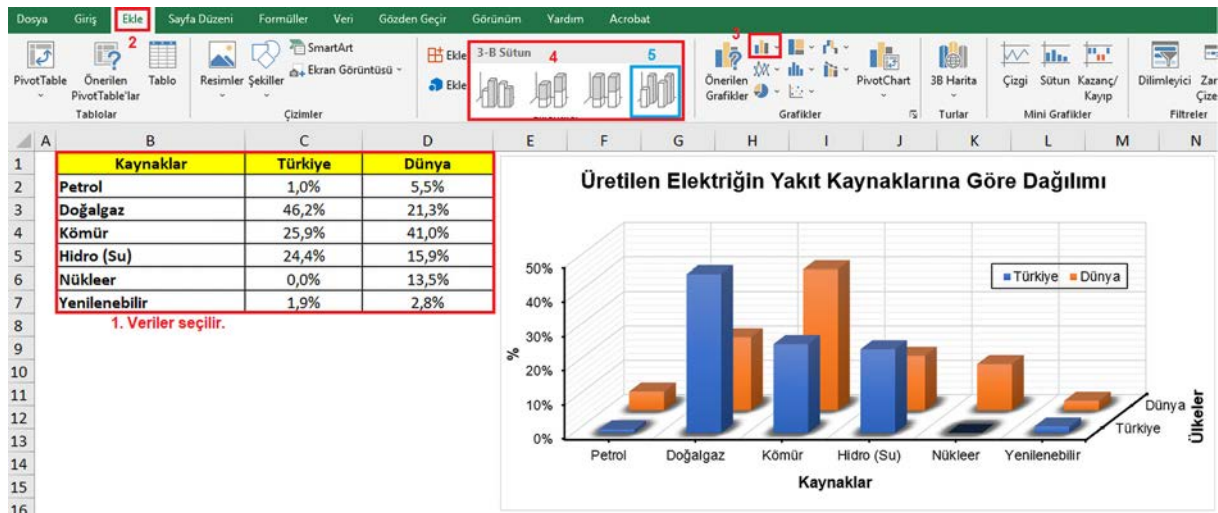 Dosya Giriş Ekle Sayfa Düzeni Formüller Veri Gözden Geçir Görünüm Yardım Acrobat
2
3
PivotTable
Önerilen
PivotTable'lar
Tablo
Tablolar
Resimler
Şekiller
SmartArt
Ekran Görüntüsü
Çizimler
Ekle
Ekle
3-B Sütun
4
5
Önerilen
Grafikler
PivotChart
Grafikler
3B Harita
Turlar
Çizgi
Sütun
Kazanç/
Kayıp
Mini Grafikler
Dilimleyici
Zar
Çize
Filtreler
A B C D E F G H I J K L M N
1 Kaynaklar Türkiye Dünya
2 Petrol 1,0% 5,5%
3 Doğalgaz 46,2% 21,3%
4 Kömür 25,9% 41,0%
5 Hidro (Su) 24,4% 15,9%
6 Nükleer 0,0% 13,5%
7 Yenilenebilir 1,9% 2,8%
8 1. Veriler seçilir.
9
10
11
12
13
14
15
16
Üretilen Elektriğin Yakıt Kaynaklarına Göre Dağılımı
Türkiye Dünya
50%
40%
30%
20%
10%
0%
%
Petrol Doğalgaz Kömür Hidro (Su) Nükleer Yenilenebilir
Kaynaklar
Dünya
Türkiye
Ülkeler